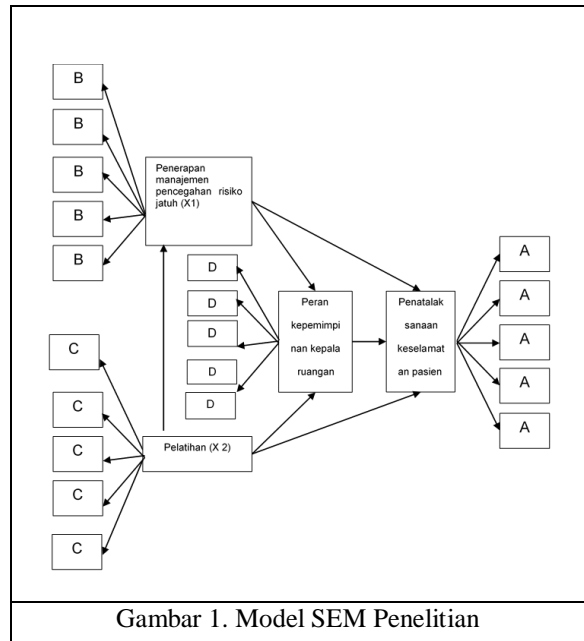 B
B
B
B
B
Penerapan
manajemen
pencegahan risiko
jatuh (X1)
D
D
D
D
D
Peran
kepemimpi
nan kepala
ruangan
Penatalak
sanaan
keselamat
an pasien
A
A
A
A
A
C
C
C
C
C
Pelatihan (X 2)
Gambar 1. Model SEM Penelitian